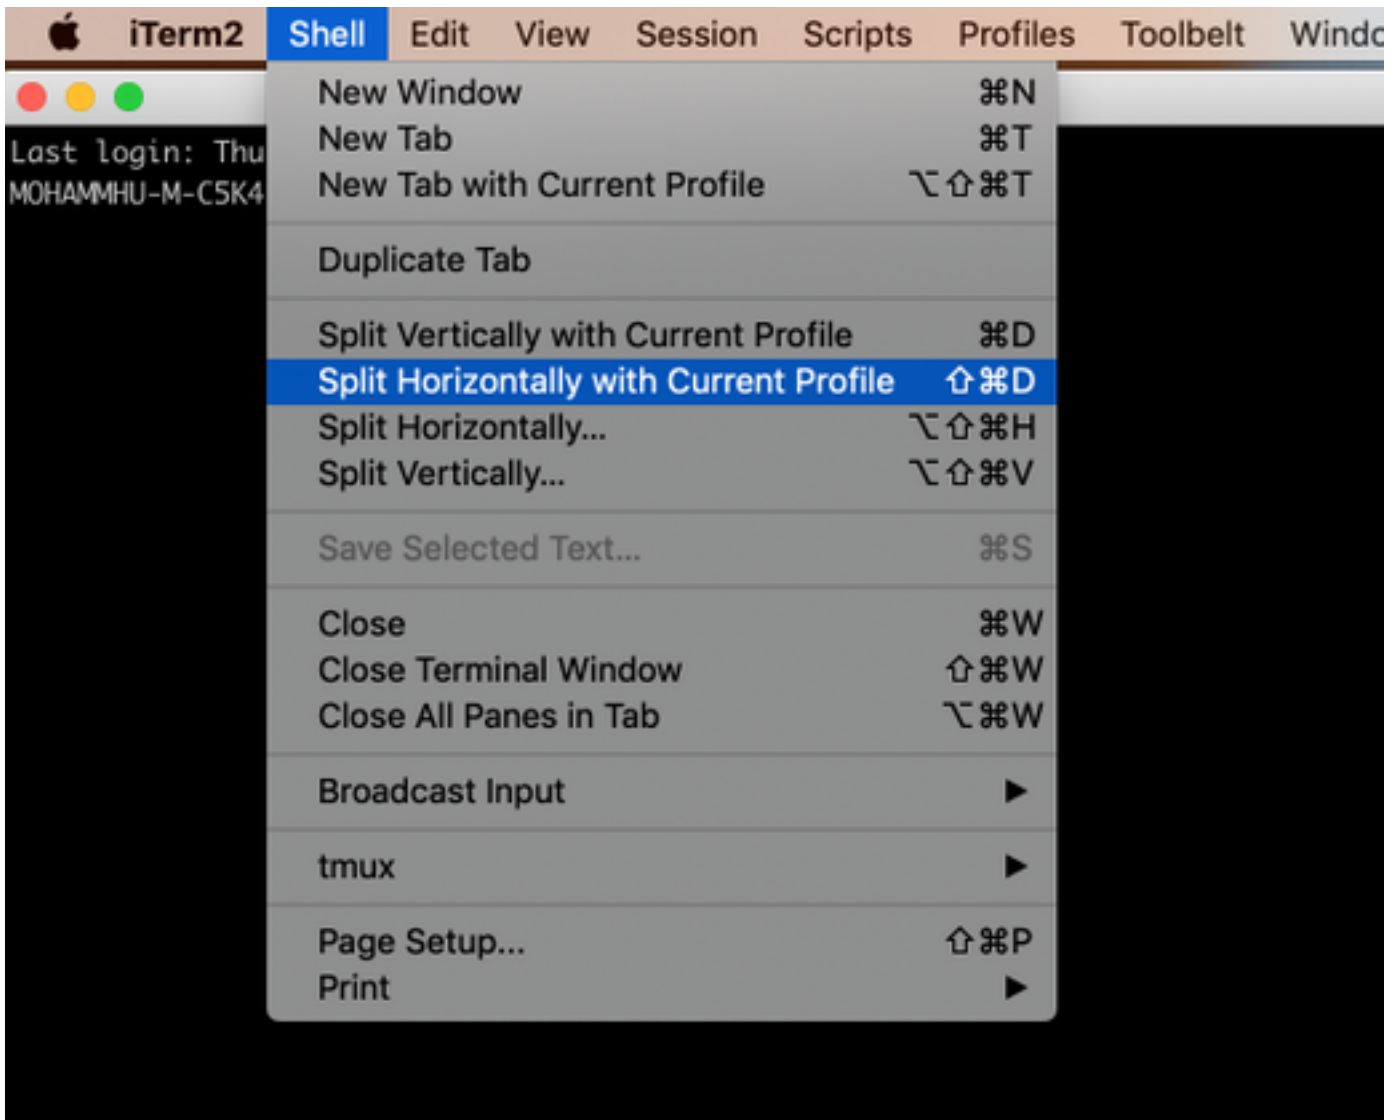 iTerm2 Shell Edit View Session Scripts Profiles Toolbelt Windo
Last login: Thu
MOHAMMHU-M-C5K4
New Window ⌘N
New Tab ⌘T
New Tab with Current Profile ⌥⇧⌘T
Duplicate Tab
Split Vertically with Current Profile ⌘D
Split Horizontally with Current Profile ⇧⌘D
Split Horizontally... ⌥⇧⌘H
Split Vertically... ⌥⇧⌘V
Save Selected Text... ⌘S
Close ⌘W
Close Terminal Window ⇧⌘W
Close All Panes in Tab ⌥⌘W
Broadcast Input ▶
tmux ▶
Page Setup... ⇧⌘P
Print ▶